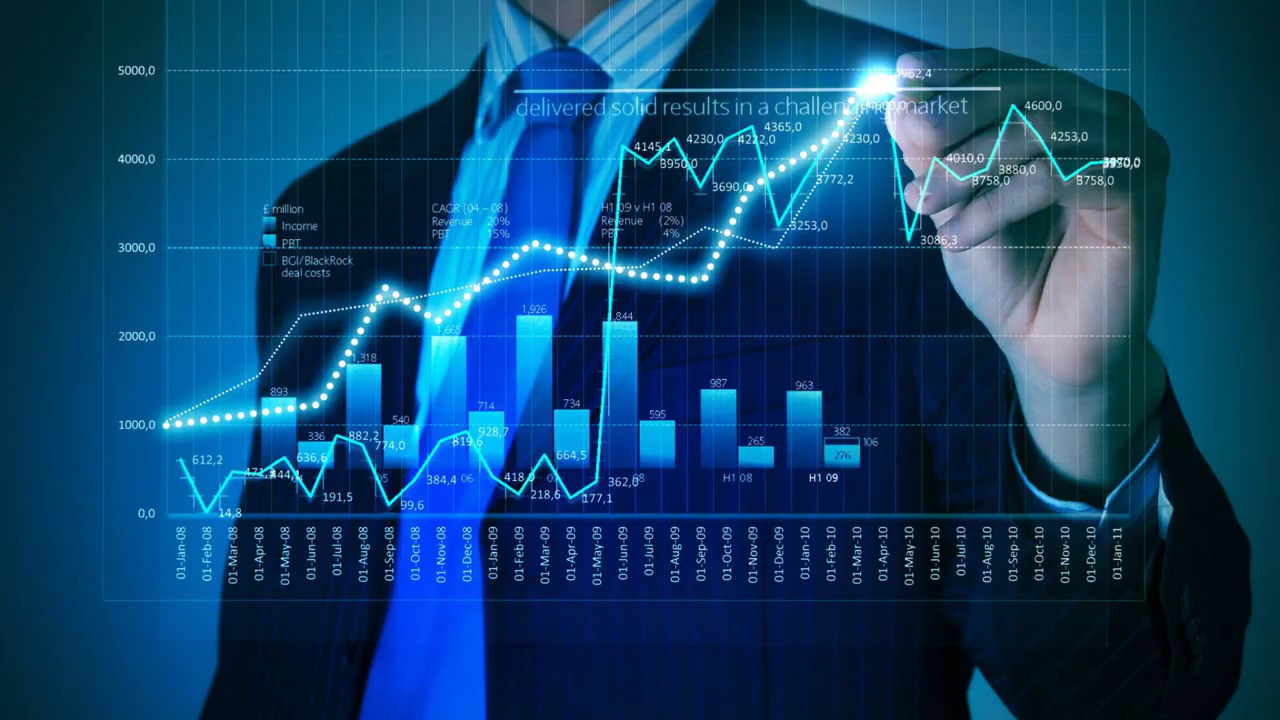 5000,0
4962,4
4600,0
delivered solid results in a challenging market
4600,0
4365,0
4145,1
4230,0
4222,0
4230,0
4253,0
4000,0
3950,0
4010,0
3880,0
3690,0
3772,2
3758,0
3758,0
£ million
Income
PBT
BGI/BlackRock
deal costs
CAGR (04 – 08)
Revenue 20%
PBT 15%
H1 09 v H1 08
Revenue (2%)
PBT 4%
3253,0
3086,3
3000,0
2000,0
1,926
1,844
1,665
1,318
987
963
893
714
734
595
540
336
382
106
265
276
1000,0
612,2
14,8
444,1
636,6
191,5
882,2
774,0
99,6
384,4
819,6
928,7
418,0
218,6
664,5
177,1
362,0
05
06
H1 08
H1 09
0,0
01-Jan-08
01-Feb-08
01-Mar-08
01-Apr-08
01-May-08
01-Jun-08
01-Jul-08
01-Aug-08
01-Sep-08
01-Oct-08
01-Nov-08
01-Dec-08
01-Jan-09
01-Feb-09
01-Mar-09
01-Apr-09
01-May-09
01-Jun-09
01-Jul-09
01-Aug-09
01-Sep-09
01-Oct-09
01-Nov-09
01-Dec-09
01-Jan-10
01-Feb-10
01-Mar-10
01-Apr-10
01-May-10
01-Jun-10
01-Jul-10
01-Aug-10
01-Sep-10
01-Oct-10
01-Nov-10
01-Dec-10
01-Jan-11